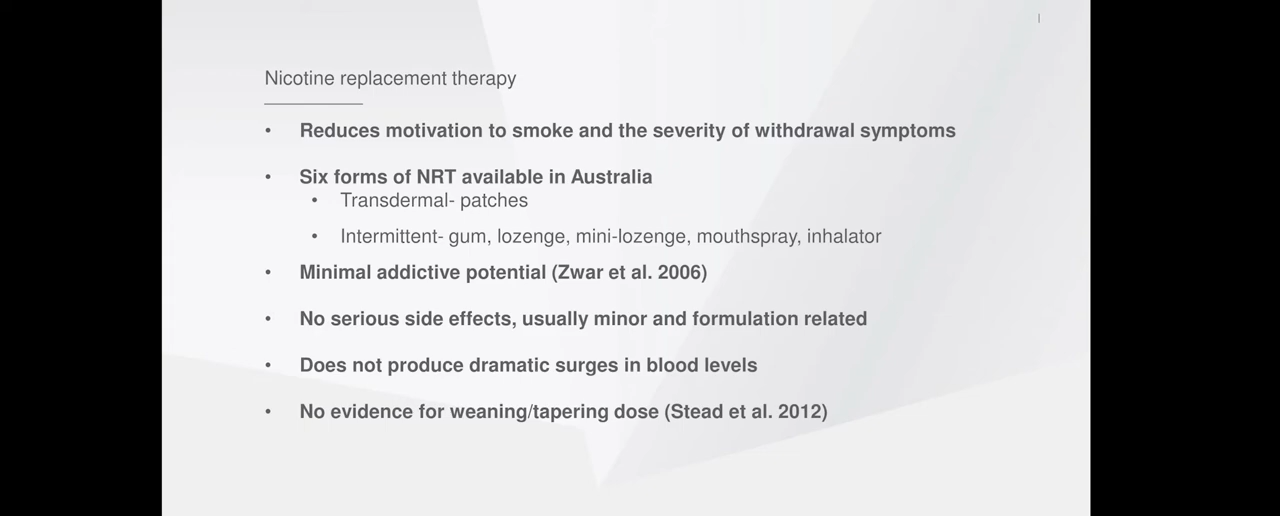 Nicotine replacement therapy
• Reduces motivation to smoke and the severity of withdrawal symptoms
• Six forms of NRT available in Australia
• Transdermal- patches
• Intermittent- gum, lozenge, mini-lozenge, mouthspray, inhalator
• Minimal addictive potential (Zwar et al. 2006)
• No serious side effects, usually minor and formulation related
• Does not produce dramatic surges in blood levels
• No evidence for weaning/tapering dose (Stead et al. 2012)